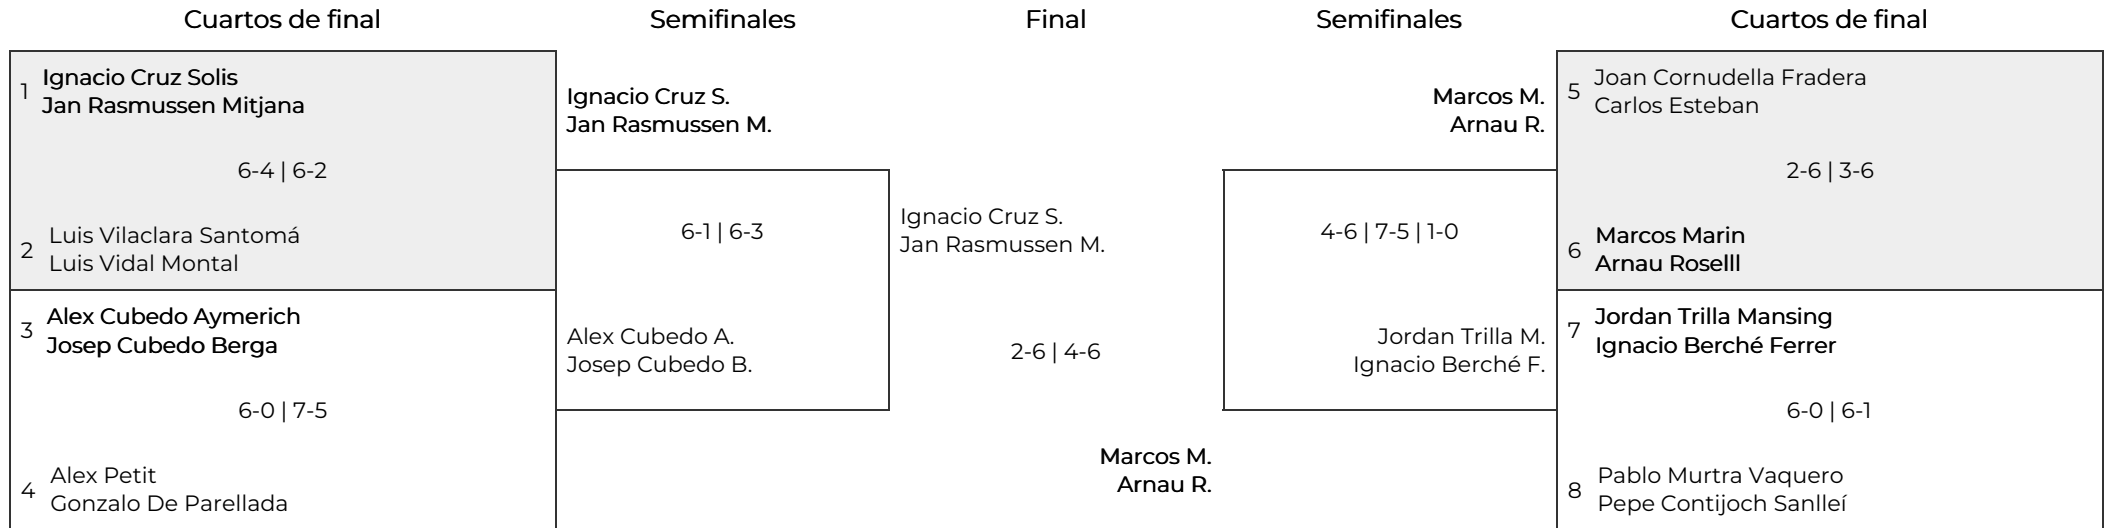 Cuartos de final
Semifinales
Final
Semifinales
Cuartos de final
1
Ignacio Cruz Solis
Jan Rasmussen Mitjana
6-4 | 6-2
2
Luis Vilaclara Santomá
Luis Vidal Montal
3
Alex Cubedo Aymerich
Josep Cubedo Berga
6-0 | 7-5
4
Alex Petit
Gonzalo De Parellada
Ignacio Cruz S.
Jan Rasmussen M.
6-1 | 6-3
Alex Cubedo A.
Josep Cubedo B.
Ignacio Cruz S.
Jan Rasmussen M.
2-6 | 4-6
Marcos M.
Arnau R.
Marcos M.
Arnau R.
4-6 | 7-5 | 1-0
Jordan Trilla M.
Ignacio Berché F.
5
Joan Cornudella Fradera
Carlos Esteban
2-6 | 3-6
6
Marcos Marin
Arnau Roselll
7
Jordan Trilla Mansing
Ignacio Berché Ferrer
6-0 | 6-1
8
Pablo Murtra Vaquero
Pepe Contijoch Sanlleí